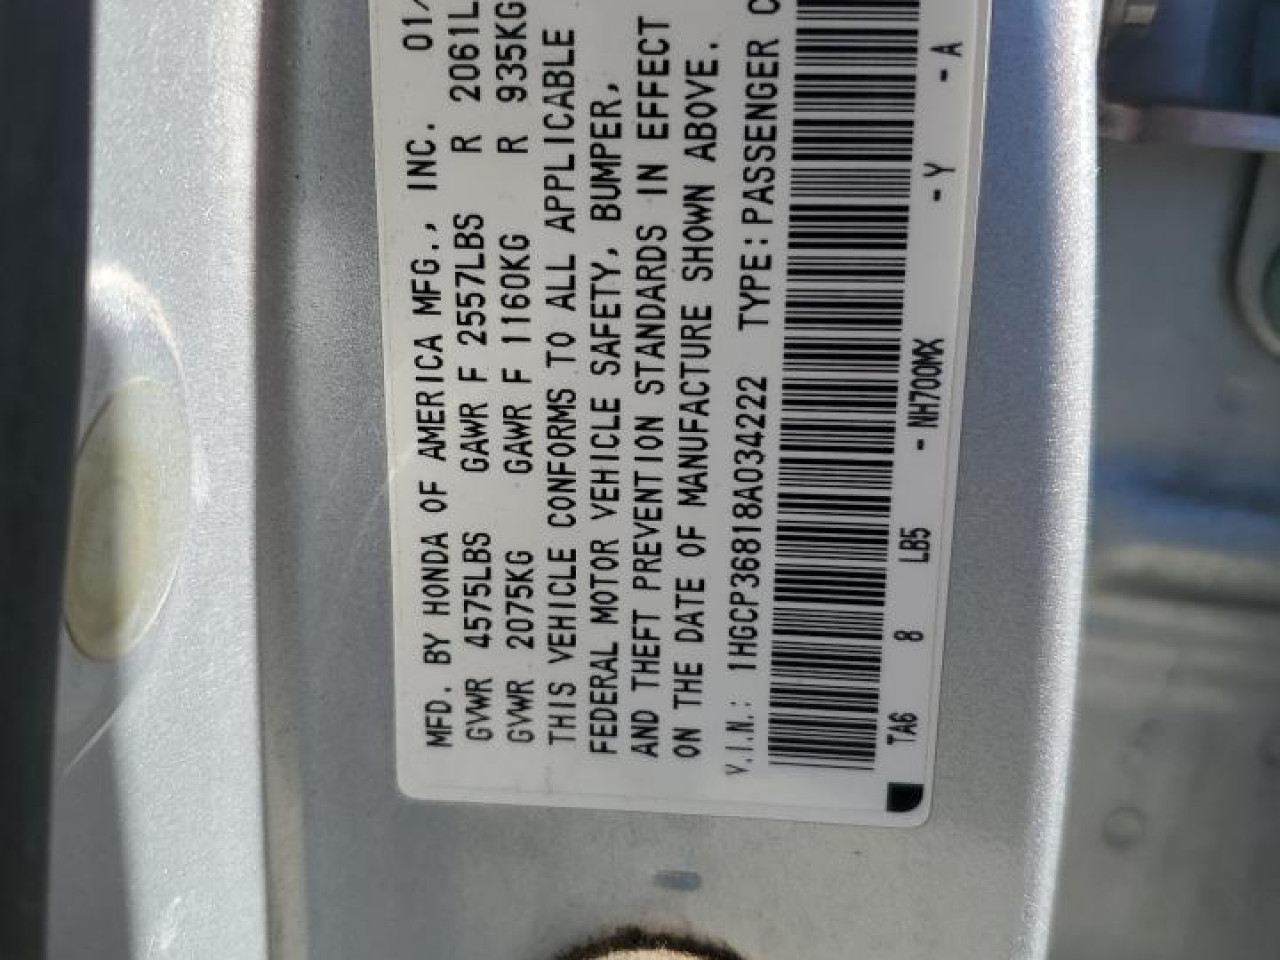 MFD. BY HONDA OF AMERICA MFG., INC. 01/
GVWR 4575LBS GAWR F 2557LBS R 2061L
GVWR 2075KG GAWR F 1160KG R 935KG
THIS VEHICLE CONFORMS TO ALL APPLICABLE
FEDERAL MOTOR VEHICLE SAFETY, BUMPER,
AND THEFT PREVENTION STANDARDS IN EFFECT
ON THE DATE OF MANUFACTURE SHOWN ABOVE.
V.I.N.: 1HGCP36818A034222 TYPE:PASSENGER C
TA6 8 LB5 - NH700MX - Y - A